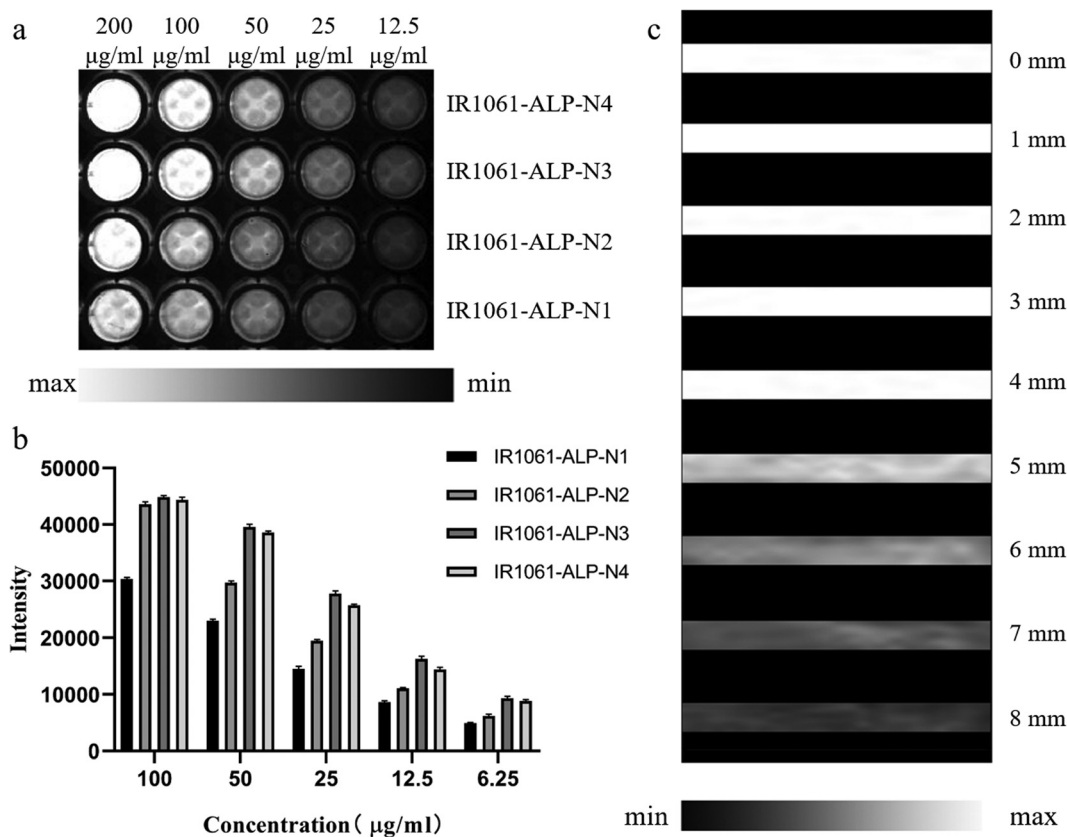 a
200 100 50 25 12.5
μg/ml μg/ml μg/ml μg/ml μg/ml
IR1061-ALP-N4
IR1061-ALP-N3
IR1061-ALP-N2
IR1061-ALP-N1
max min
b
50000
40000
30000
20000
10000
0
Intensity
100 50 25 12.5 6.25
Concentration( μg/ml)
IR1061-ALP-N1
IR1061-ALP-N2
IR1061-ALP-N3
IR1061-ALP-N4
c
0 mm
1 mm
2 mm
3 mm
4 mm
5 mm
6 mm
7 mm
8 mm
min max